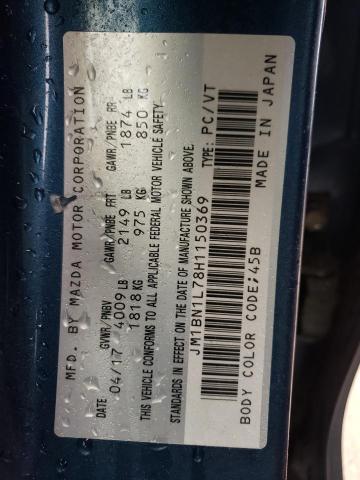 MFD. BY MAZDA MOTOR CORPORATION
DATE GVWR/PNBV GAWR/PNBE FRT GAWR/PNBE RR
04/17 4009 LB 2149 LB 1874 LB
1818 KG 975 KG 850 KG
THIS VEHICLE CONFORMS TO ALL APPLICABLE FEDERAL MOTOR VEHICLE SAFETY
STANDARDS IN EFFECT ON THE DATE OF MANUFACTURE SHOWN ABOVE.
JM1BN1L78H1150369 TYPE: PC/VT
BODY COLOR CODE:45B MADE IN JAPAN